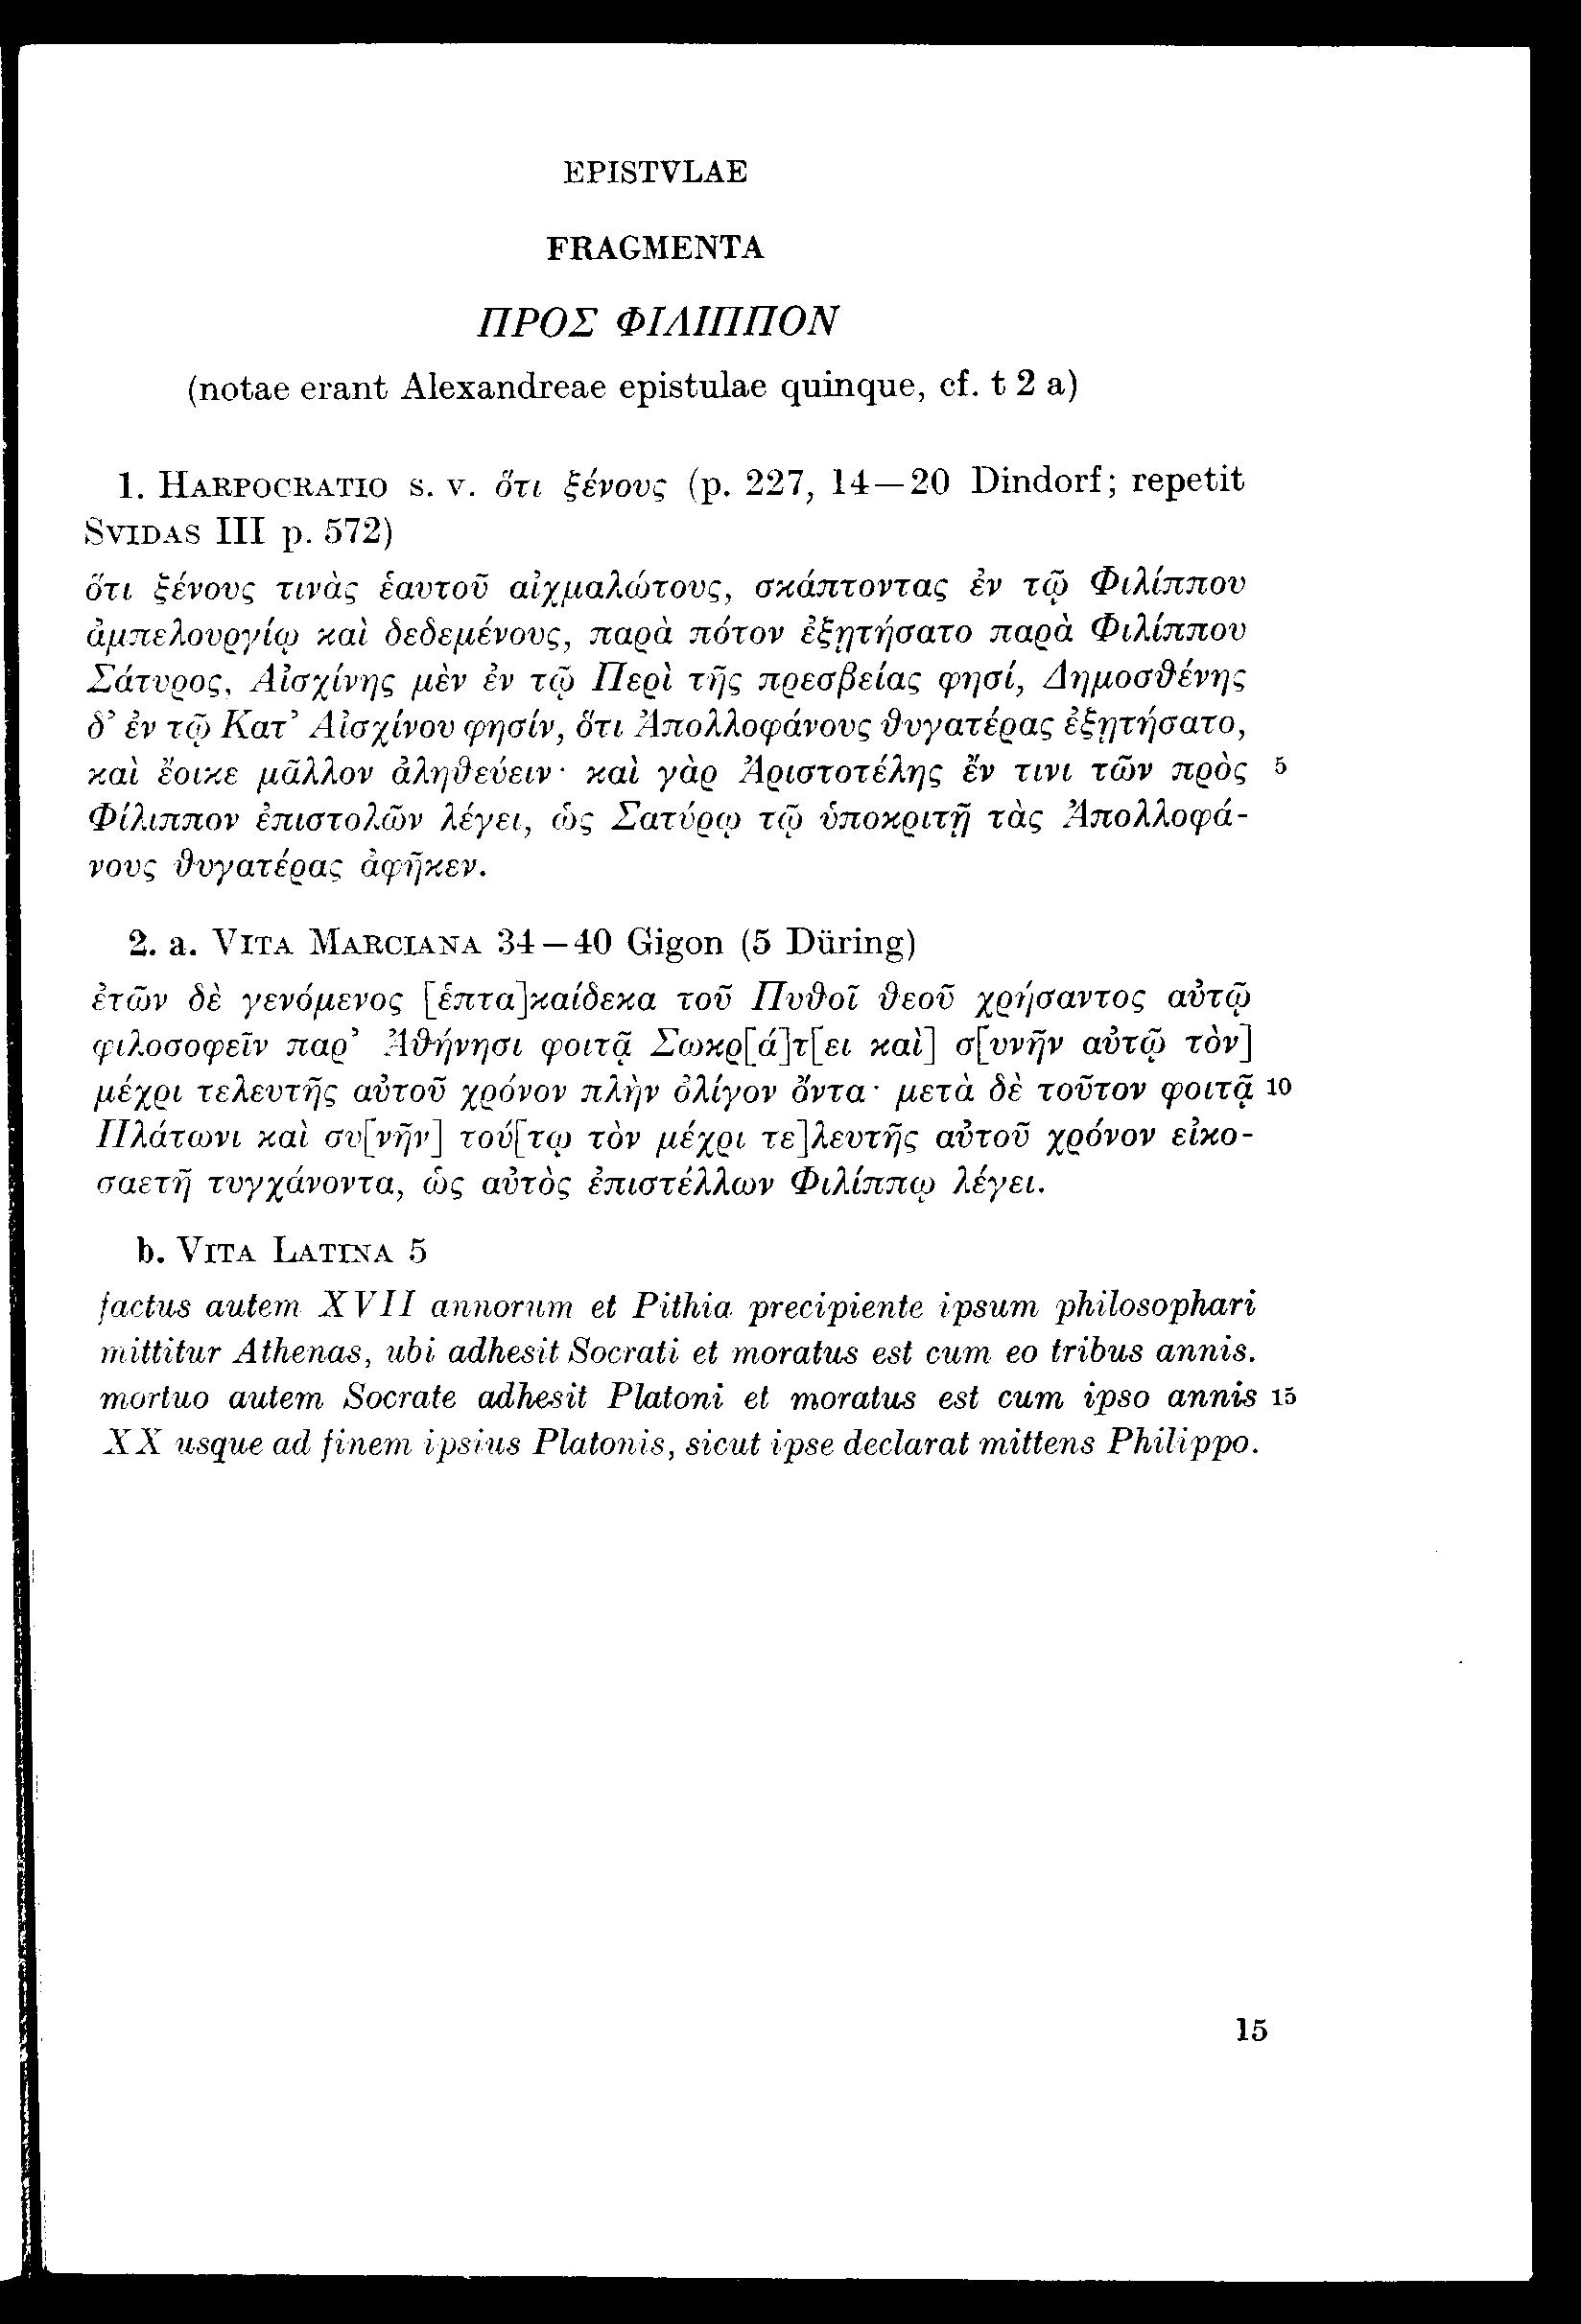 EPISTVLAE
FRAGMENTA
ΠΡΟΣ ΦΙΛΙΠΠΟΝ
(notae erant Alexandreae epistulae quinque, cf. t 2 a)
1. HARPOCRATIO s. v. ὅτι ξένους (p. 227, 14—20 Dindorf; repetit
SVIDAS III p. 572)
ὅτι ξένους τινὰς ἑαυτοῦ αἰχμαλώτους, σκάπτοντας ἐν τῷ Φιλίππου
ἀμπελουργίῳ καὶ δεδεμένους, παρὰ πότον ἐξῃτήσατο παρὰ Φιλίππου
Σάτυρος, Αἰσχίνης μὲν ἐν τῷ Περὶ τῆς πρεσβείας φησί, Δημοσθένης
δ’ ἐν τῷ Κατ’ Αἰσχίνου φησίν, ὅτι Ἀπολλοφάνους θυγατέρας ἐξῃτήσατο,
καὶ ἔοικε μᾶλλον ἀληθεύειν· καὶ γὰρ Ἀριστοτέλης ἔν τινι τῶν πρὸς 5
Φίλιππον ἐπιστολῶν λέγει, ὡς Σατύρῳ τῷ ὑποκριτῇ τὰς Ἀπολλοφά-
νους θυγατέρας ἀφῆκεν.
2. a. VITA MARCIANA 34—40 Gigon (5 Düring)
ἐτῶν δὲ γενόμενος [ἑπτα]καίδεκα τοῦ Πυθοῖ θεοῦ χρήσαντος αὐτῷ
φιλοσοφεῖν παρ’ Ἀθήνησι φοιτᾷ Σωκρ[ά]τ[ει καὶ] σ[υνῆν αὐτῷ τὸν]
μέχρι τελευτῆς αὐτοῦ χρόνον πλὴν ὀλίγον ὄντα· μετὰ δὲ τοῦτον φοιτᾷ 10
Πλάτωνι καὶ συ[νῆν] τού[τῳ τὸν μέχρι τε]λευτῆς αὐτοῦ χρόνον εἰκο-
σαετῆ τυγχάνοντα, ὡς αὐτὸς ἐπιστέλλων Φιλίππῳ λέγει.
b. VITA LATINA 5
factus autem XVII annorum et Pithia precipiente ipsum philosophari
mittitur Athenas, ubi adhesit Socrati et moratus est cum eo tribus annis.
mortuo autem Socrate adhesit Platoni et moratus est cum ipso annis 15
XX usque ad finem ipsius Platonis, sicut ipse declarat mittens Philippo.
15